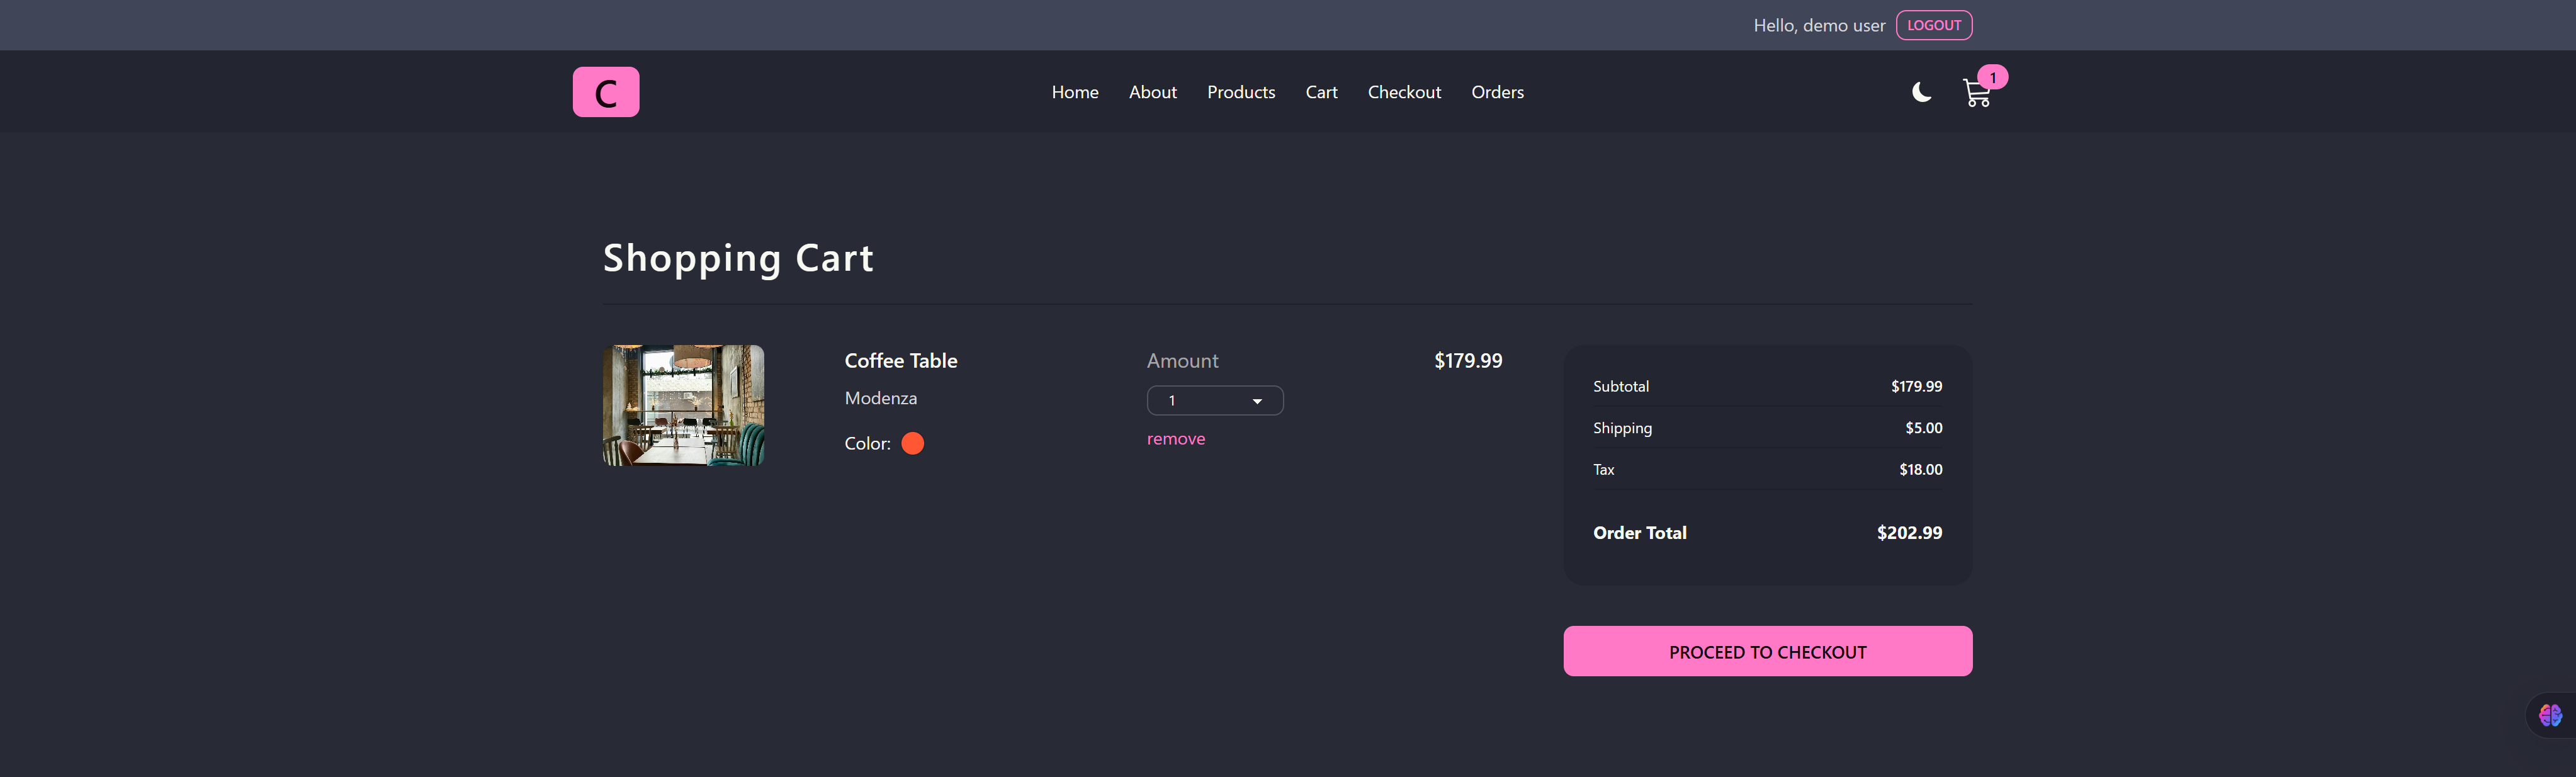 Hello, demo user LOGOUT
C Home About Products Cart Checkout Orders 1
Shopping Cart
Coffee Table
Modenza
Color:
Amount
1
remove
$179.99
Subtotal $179.99
Shipping $5.00
Tax $18.00
Order Total $202.99
PROCEED TO CHECKOUT